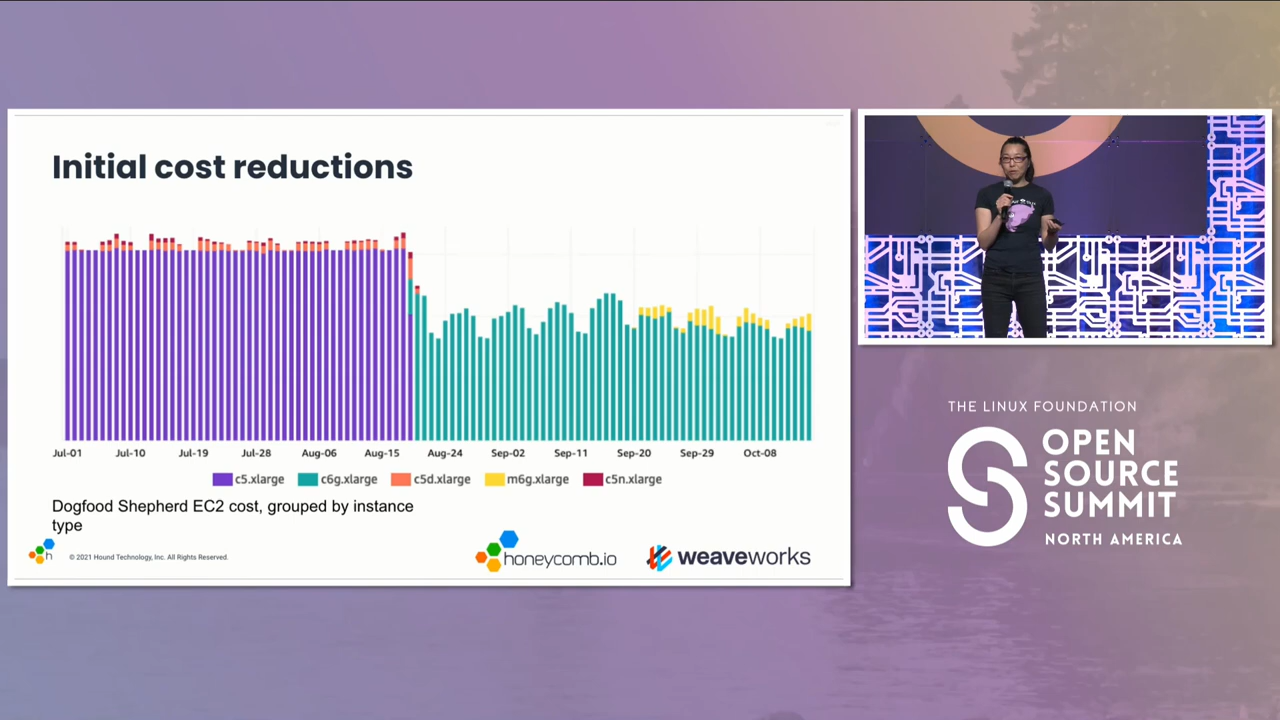 Initial cost reductions
Jul-01 Jul-10 Jul-19 Jul-28 Aug-06 Aug-15 Aug-24 Sep-02 Sep-11 Sep-20 Sep-29 Oct-08
c5.xlarge c6g.xlarge c5d.xlarge m6g.xlarge c5n.xlarge
Dogfood Shepherd EC2 cost, grouped by instance
type
h © 2021 Hound Technology, Inc. All Rights Reserved.
honeycomb.io weaveworks
THE LINUX FOUNDATION
OPEN
SOURCE
SUMMIT
NORTH AMERICA